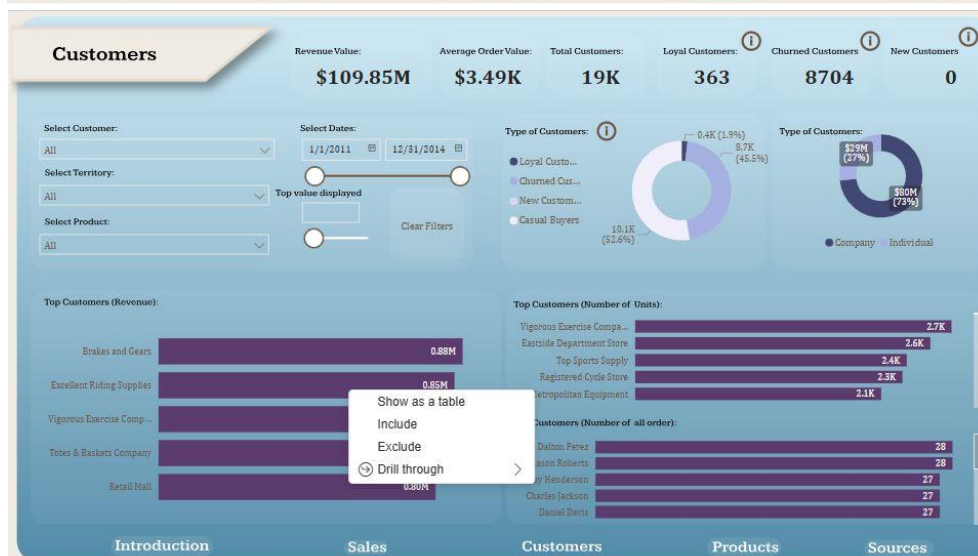 Customers
Revenue Value:
$109.85M
Average Order Value:
$3.49K
Total Customers:
19K
Loyal Customers:
363
Churned Customers
8704
New Customers
0
Select Customer:
All
Select Territory:
All
Select Product:
All
Select Dates:
1/1/2011 12/31/2014
Top value displayed
Clear Filters
Type of Customers:
Loyal Custo...
Churned Cus...
New Custom...
Casual Buyers
0.4K (1.9%)
8.7K
(45.5%)
10.1K
(52.6%)
Type of Customers:
$29M
(27%)
$80M
(73%)
Company Individual
Top Customers (Revenue):
Brakes and Gears 0.88M
Excellent Riding Supplies 0.85M
Vigorous Exercise Comp...
Totes & Baskets Company
Retail Mall 0.80M
Show as a table
Include
Exclude
Drill through
Top Customers (Number of Units):
Vigorous Exercise Compa... 2.7K
Eastside Department Store 2.6K
Top Sports Supply 2.4K
Registered Cycle Store 2.3K
etropolitan Equipment 2.1K
Customers (Number of all order):
Dalton Perez 28
ason Roberts 28
y Henderson 27
Charles Jackson 27
Daniel Davis 27
Introduction Sales Customers Products Sources